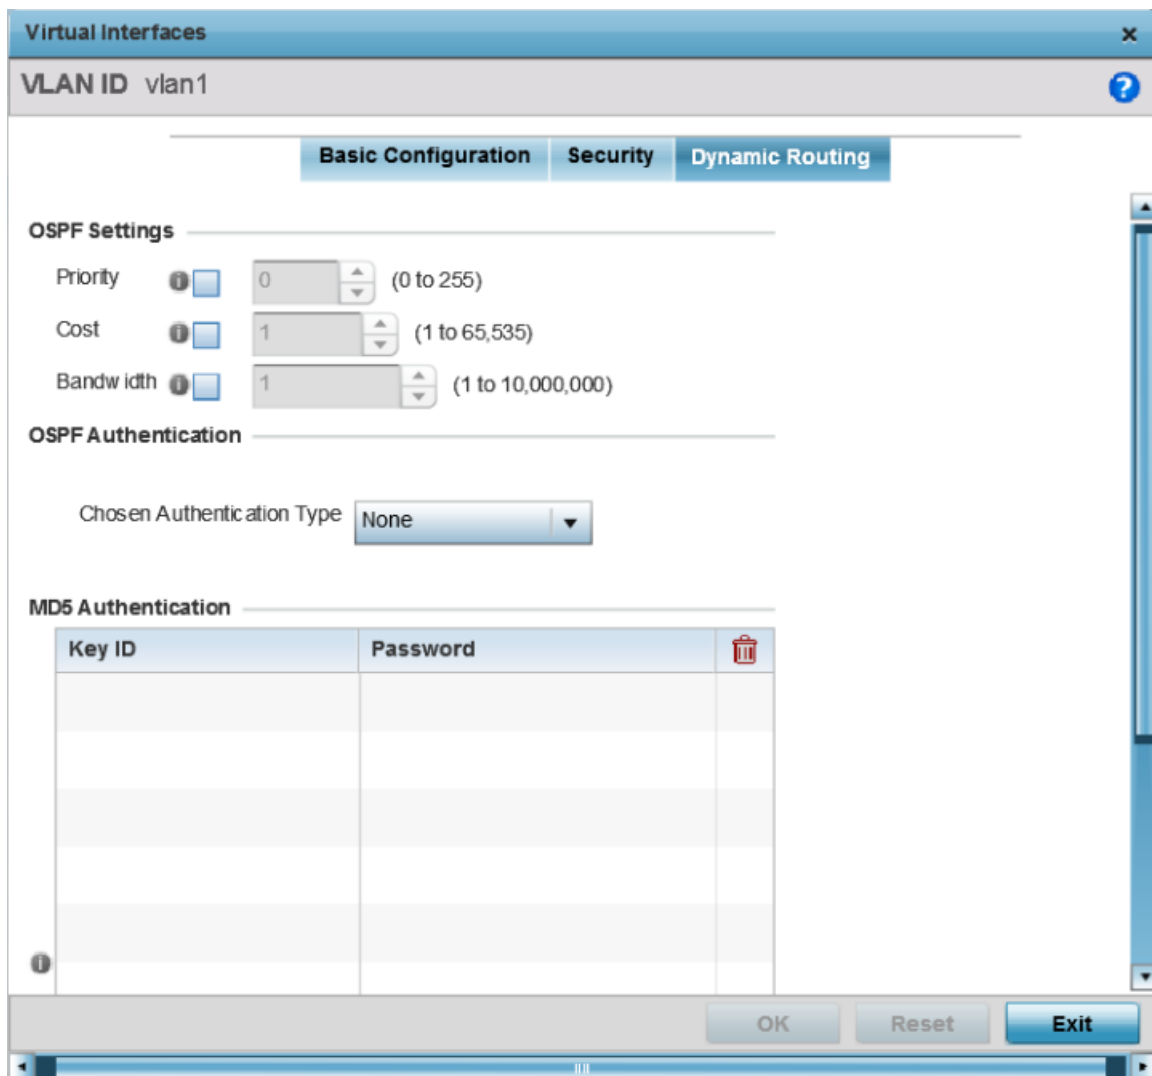 Virtual Interfaces
VLAN ID vlan1
Basic Configuration Security Dynamic Routing
OSPF Settings
Priority 0 (0 to 255)
Cost 1 (1 to 65,535)
Bandwidth 1 (1 to 10,000,000)
OSPF Authentication
Chosen Authentication Type None
MD5 Authentication
Key ID Password
OK Reset Exit